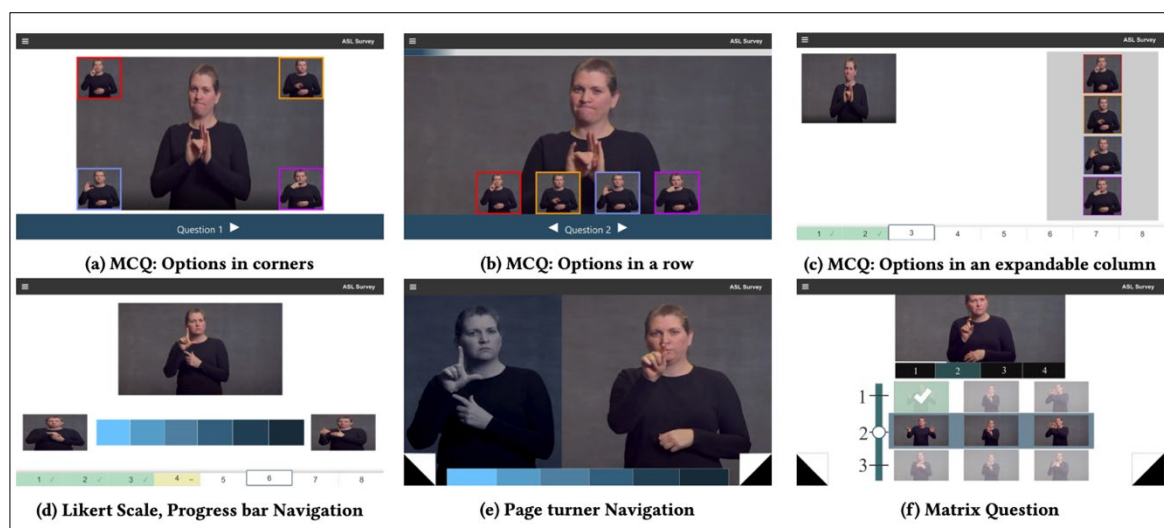 ASL Survey
ASL Survey
ASL Survey
Question 1
Question 2
1 ✓ 2 ✓ 3 4 5 6 7 8
(a) MCQ: Options in corners
(b) MCQ: Options in a row
(c) MCQ: Options in an expandable column
ASL Survey
ASL Survey
ASL Survey
1 2 3 4
1
2
3
1 ✓ 2 ✓ 3 ✓ 4 – 5 6 7 8
(d) Likert Scale, Progress bar Navigation
(e) Page turner Navigation
(f) Matrix Question